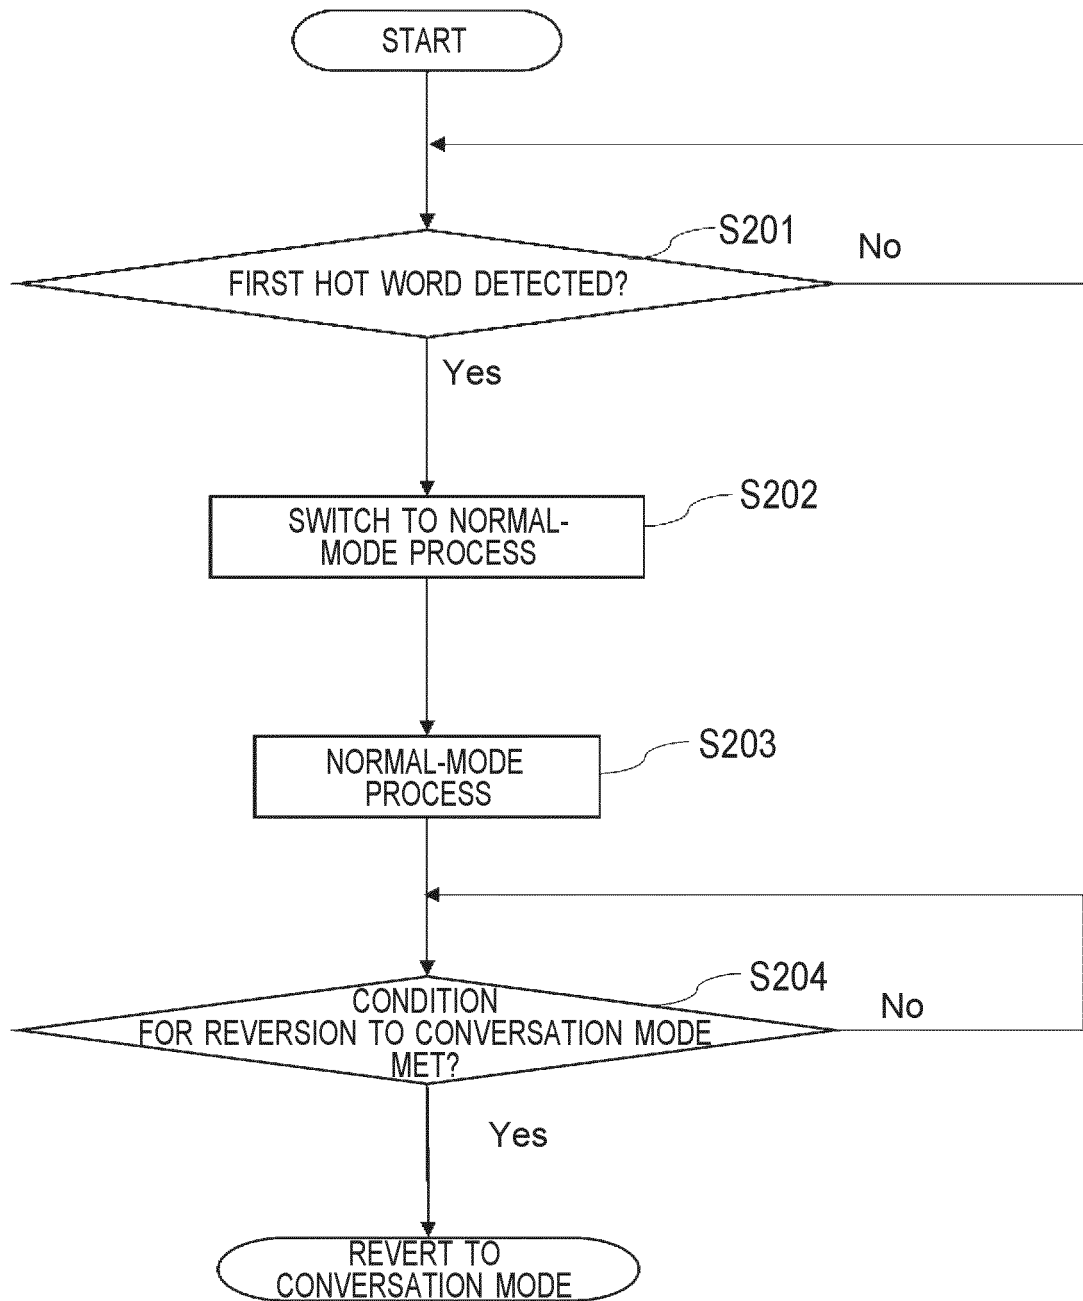 START
S201
No
FIRST HOT WORD DETECTED?
Yes
S202
SWITCH TO NORMAL-
MODE PROCESS
S203
NORMAL-MODE
PROCESS
S204
No
CONDITION
FOR REVERSION TO CONVERSATION MODE
MET?
Yes
REVERT TO
CONVERSATION MODE